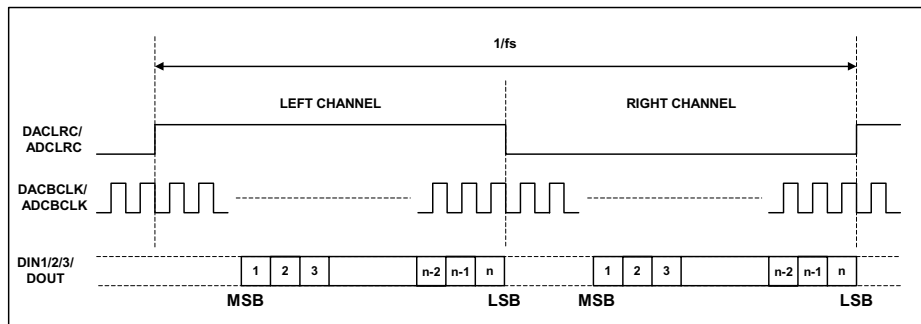 1/fs
LEFT CHANNEL
RIGHT CHANNEL
DACLRC/
ADCLRC
DACBCLK/
ADCBCLK
DIN1/2/3/
DOUT
1 2 3 n-2 n-1 n 1 2 3 n-2 n-1 n
MSB LSB MSB LSB